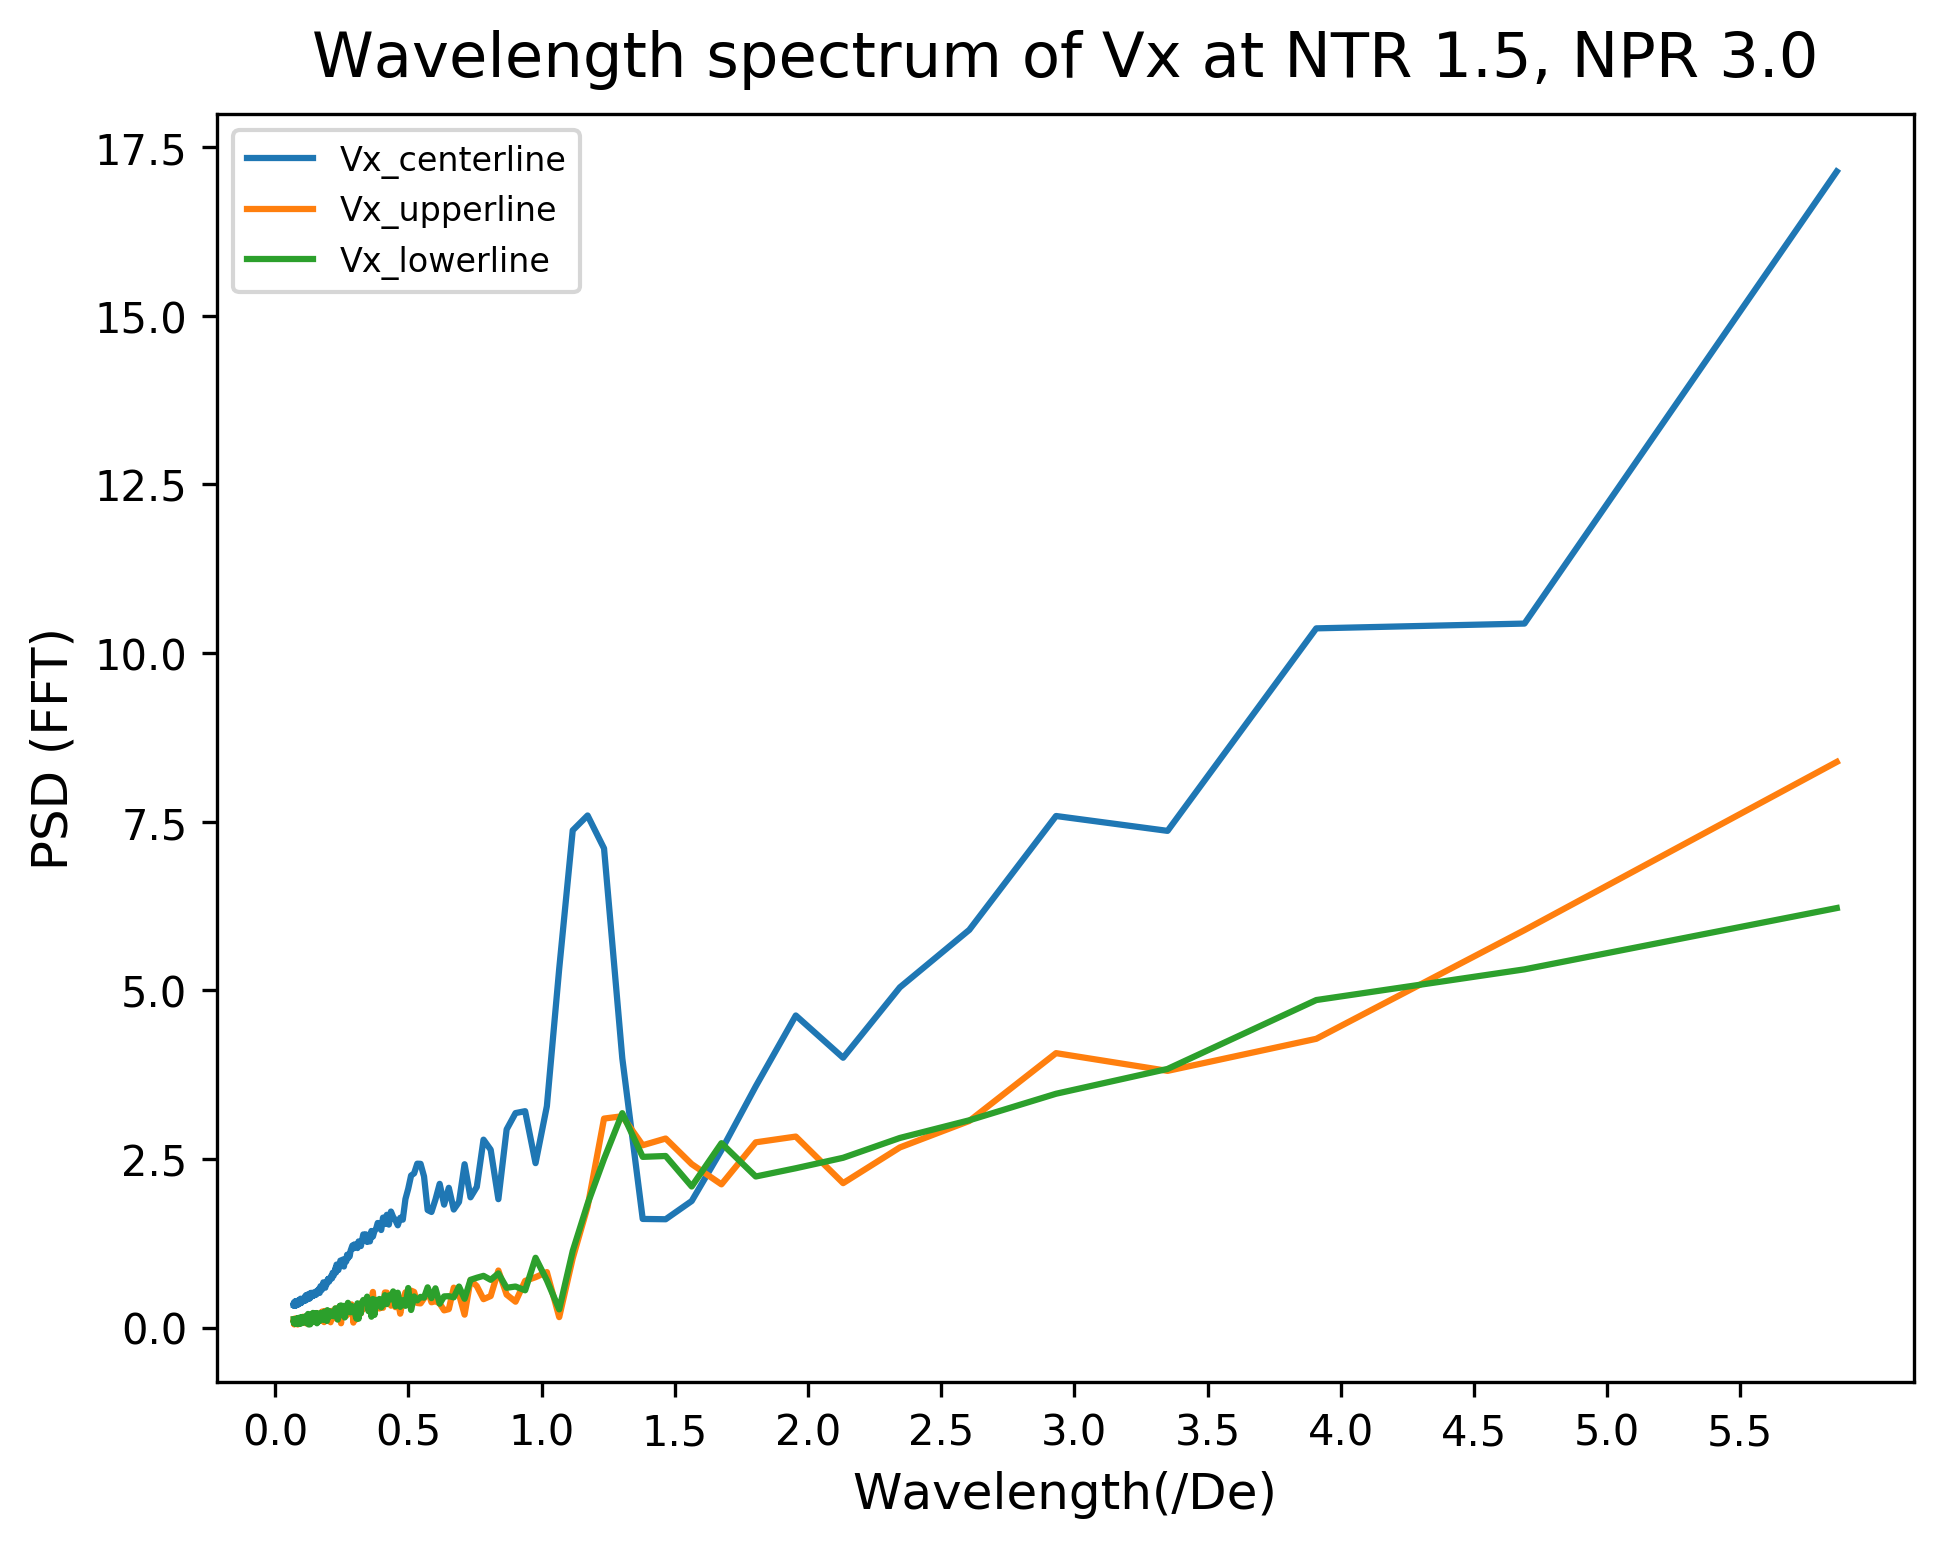 Wavelength spectrum of Vx at NTR 1.5, NPR 3.0
Vx_centerline
Vx_upperline
Vx_lowerline
17.5
15.0
12.5
10.0
7.5
5.0
2.5
0.0
PSD (FFT)
0.0 0.5 1.0 1.5 2.0 2.5 3.0 3.5 4.0 4.5 5.0 5.5
Wavelength(/De)